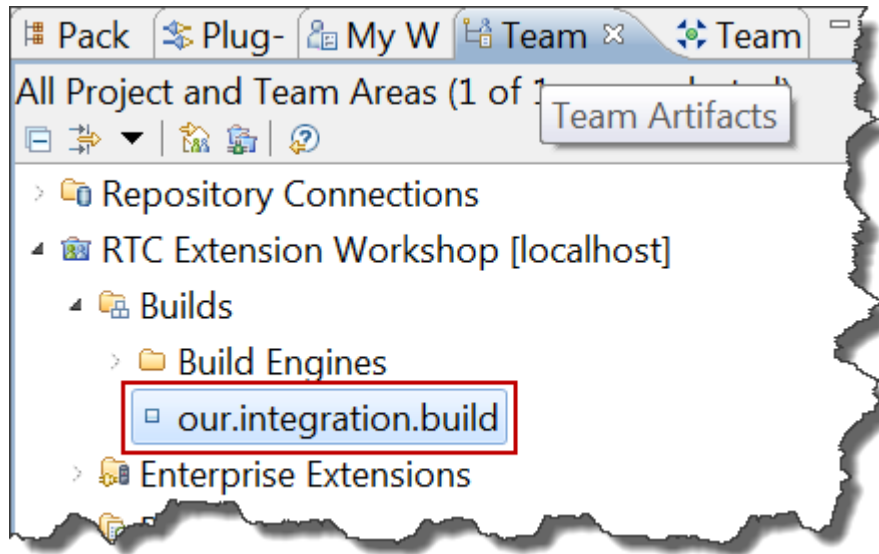 Pack Plug- My W Team Team
All Project and Team Areas (1 of 1
Team Artifacts
Repository Connections
RTC Extension Workshop [localhost]
Builds
Build Engines
our.integration.build
Enterprise Extensions